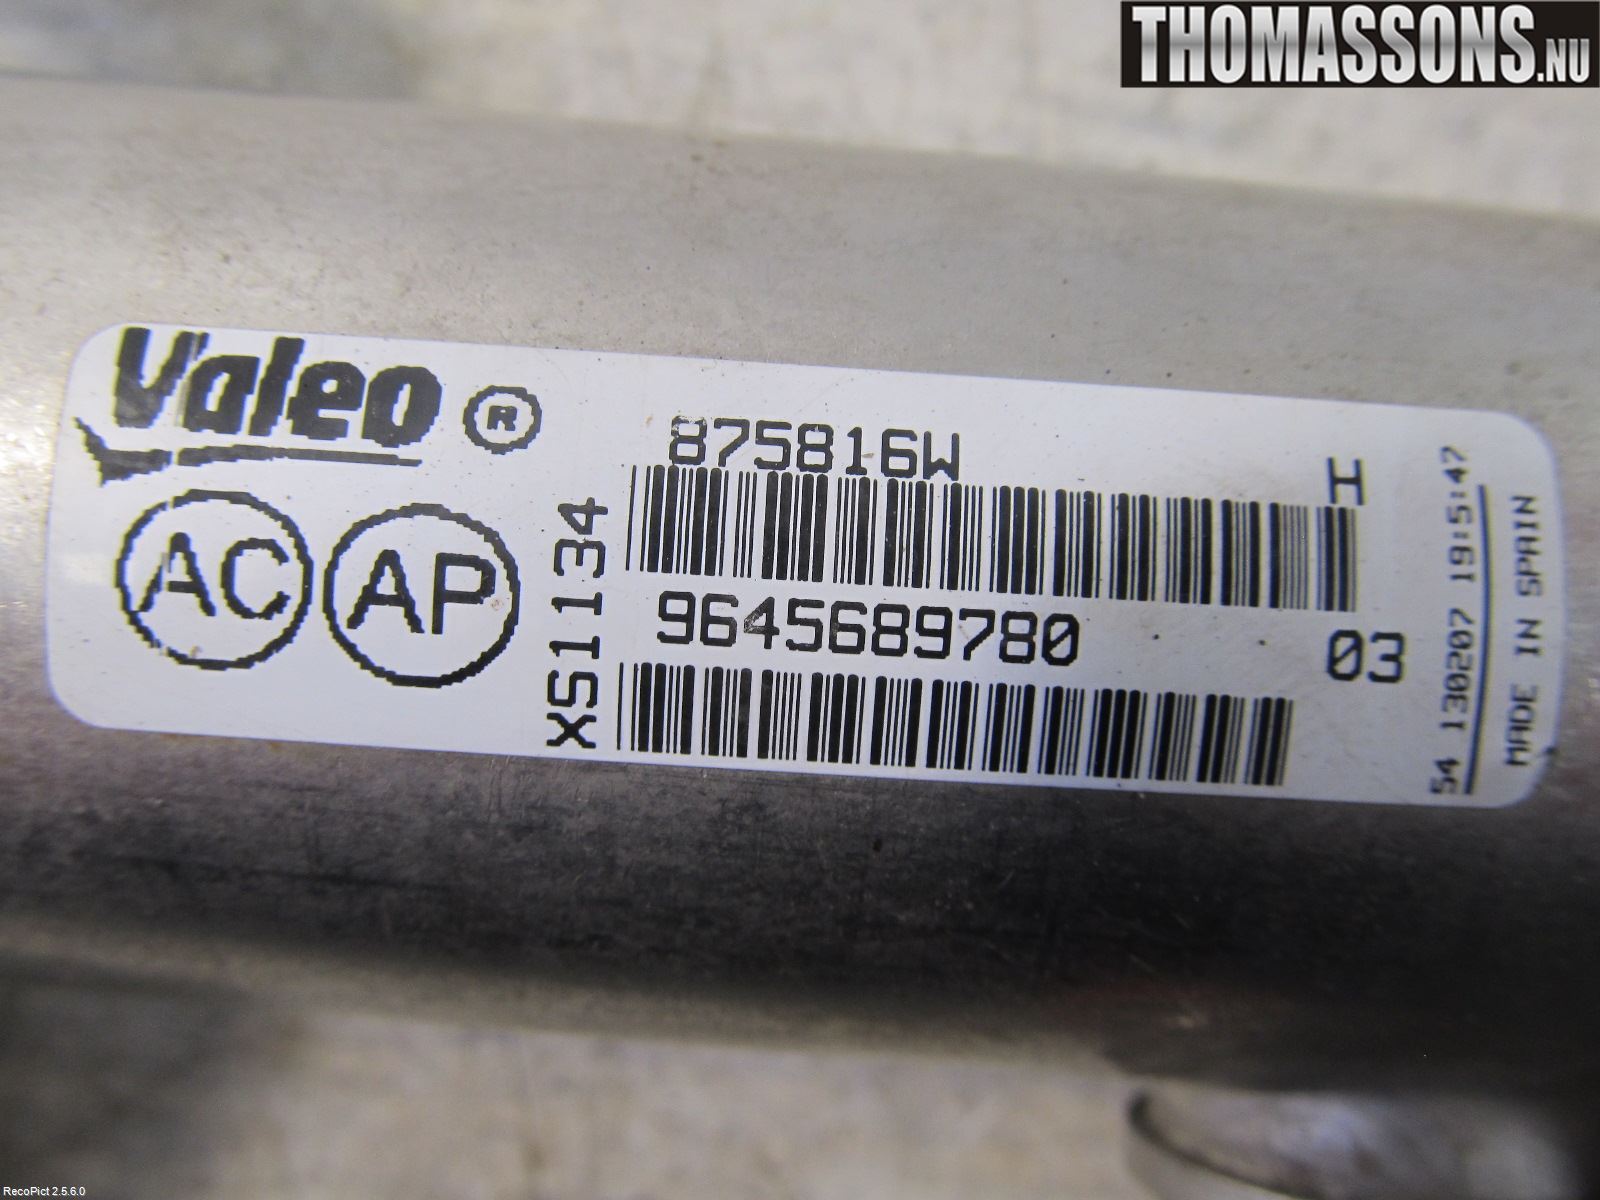 THOMASSONS.NU
Valeo ®
875816W
H
AC AP
XS1134
9645689780 03
54 130207 19:5:47
MADE IN SPAIN
RecoPict 2.5.6.0